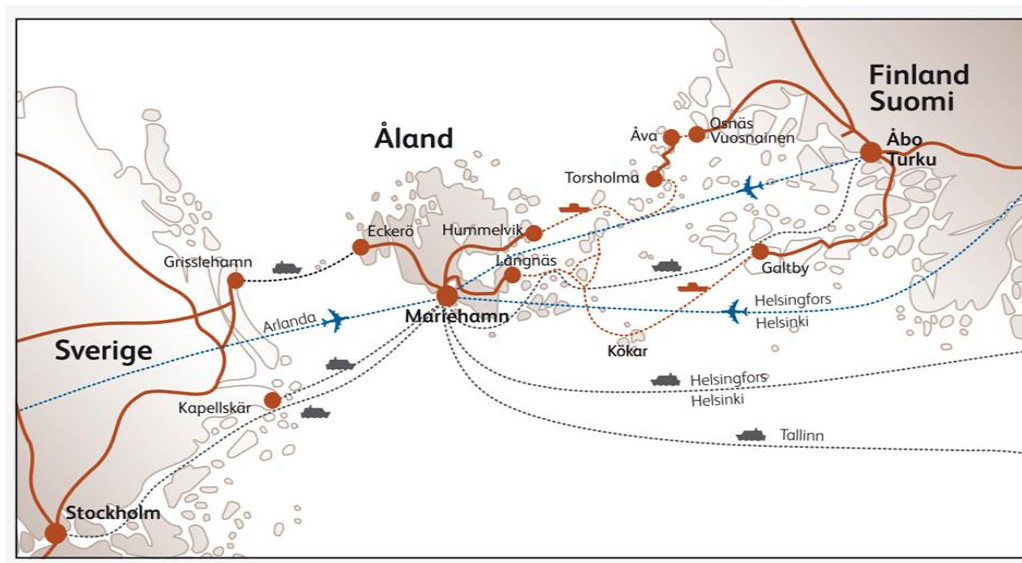 Finland
Suomi
Åland
Osnäs
Vuosnainen
Åva
Åbo
Turku
Torsholma
Eckerö
Hummelvik
Grisslehamn
Långnäs
Galtby
Mariehamn
Arlanda
Helsingfors
Helsinki
Sverige
Kökar
Helsingfors
Helsinki
Kapellskär
Tallinn
Stockholm